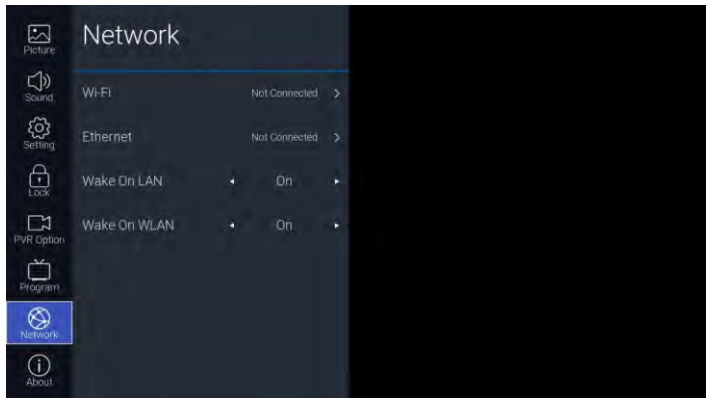 Picture
Sound
Setting
Lock
PVR Option
Program
Network
About
Network
Wi-Fi Not Connected
Ethernet Not Connected
Wake On LAN On
Wake On WLAN On